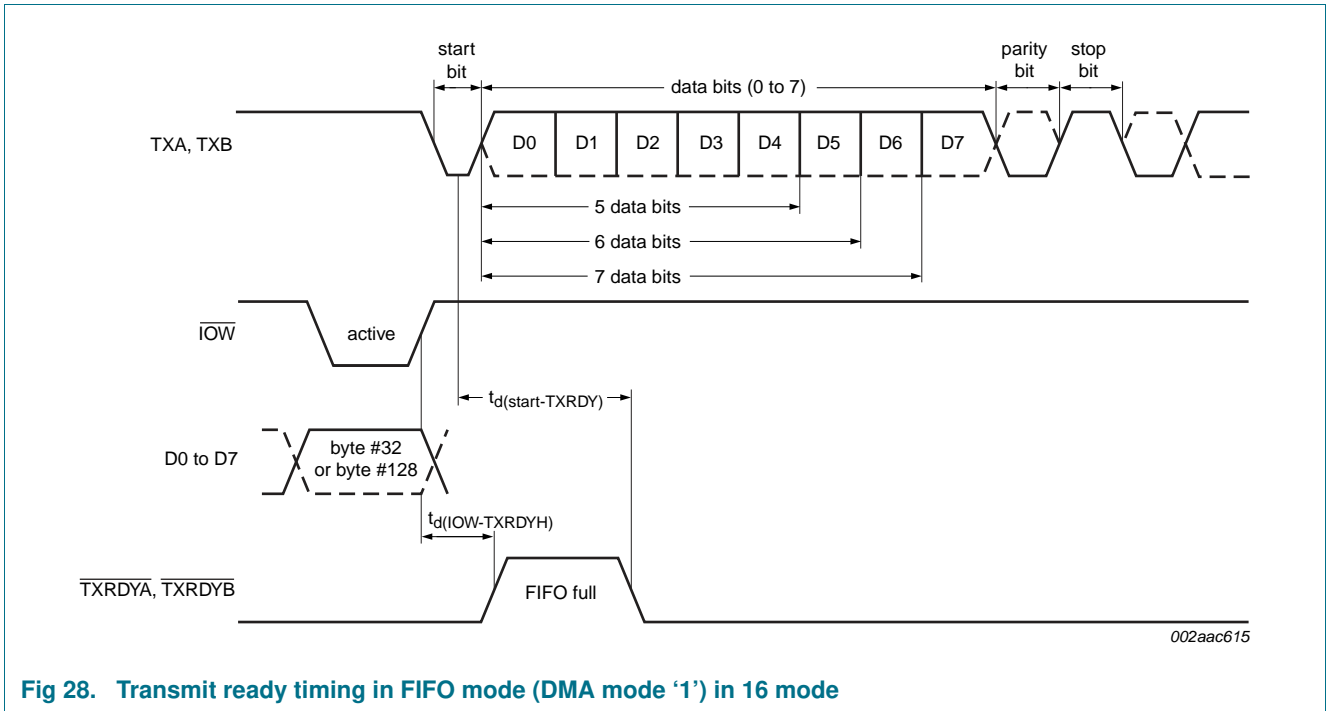 start
bit
parity
bit
stop
bit
data bits (0 to 7)
TXA, TXB
D0 D1 D2 D3 D4 D5 D6 D7
5 data bits
6 data bits
7 data bits
IOW
active
td(start-TXRDY)
D0 to D7
byte #32
or byte #128
td(IOW-TXRDYH)
TXRDYA, TXRDYB
FIFO full
002aac615
Fig 28. Transmit ready timing in FIFO mode (DMA mode ‘1’) in 16 mode